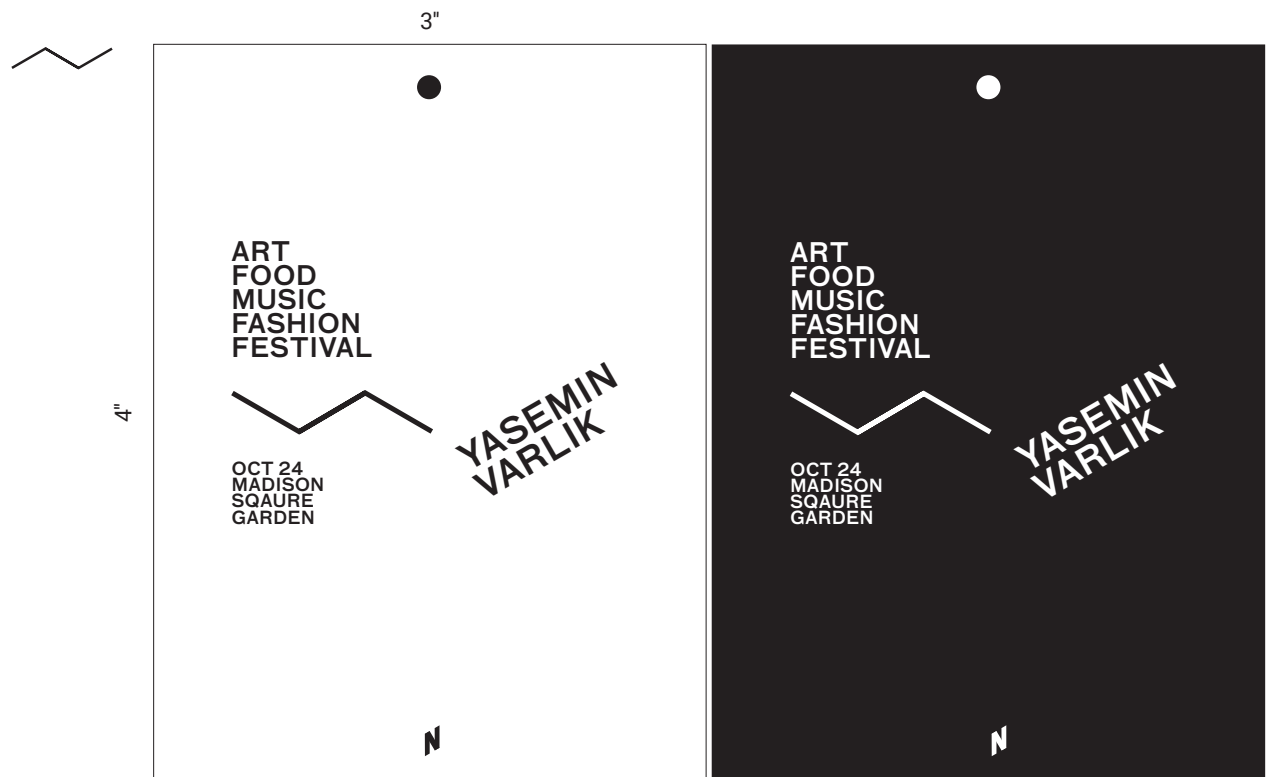 3"
4"
ART
FOOD
MUSIC
FASHION
FESTIVAL
YASEMIN
VARLIK
OCT 24
MADISON
SQAURE
GARDEN
N
ART
FOOD
MUSIC
FASHION
FESTIVAL
YASEMIN
VARLIK
OCT 24
MADISON
SQAURE
GARDEN
N